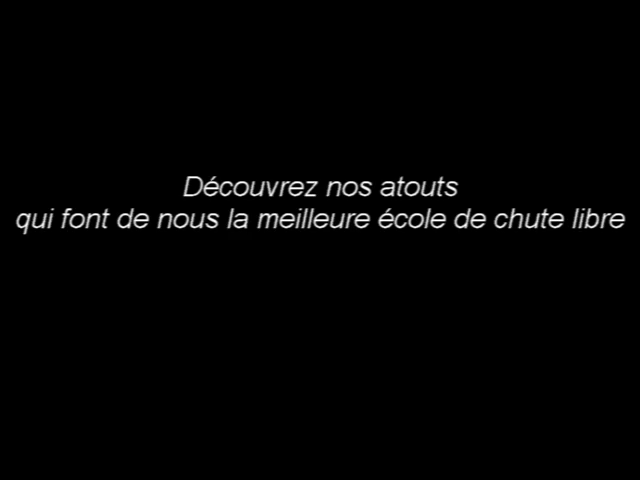 Découvrez nos atouts
qui font de nous la meilleure école de chute libre